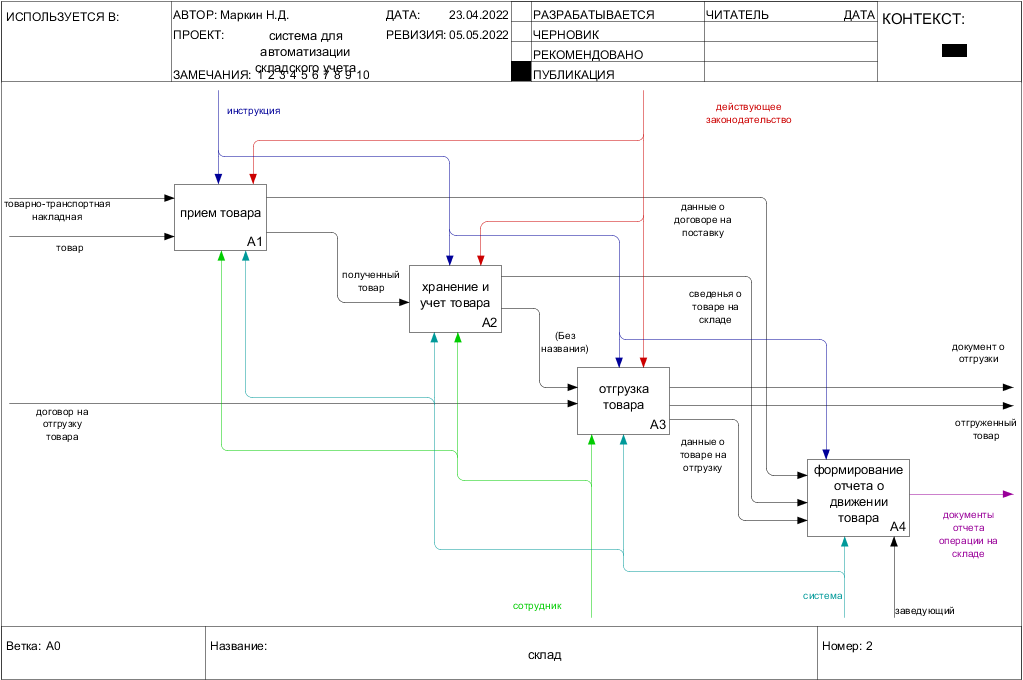 ИСПОЛЬЗУЕТСЯ В:
АВТОР: Маркин Н.Д.
ДАТА: 23.04.2022
ПРОЕКТ: система для
автоматизации
складского учета
РЕВИЗИЯ: 05.05.2022
ЗАМЕЧАНИЯ: 1 2 3 4 5 6 7 8 9 10
РАЗРАБАТЫВАЕТСЯ
ЧЕРНОВИК
РЕКОМЕНДОВАНО
ПУБЛИКАЦИЯ
ЧИТАТЕЛЬ
ДАТА
КОНТЕКСТ:
инструкция
действующее
законодательство
товарно-транспортная
накладная
товар
прием товара
A1
данные о
договоре на
поставку
полученный
товар
хранение и
учет товара
A2
сведенья о
товаре на
складе
(Без
названия)
документ о
отгрузки
отгрузка
товара
A3
договор на
отгрузку
товара
отгруженный
товар
данные о
товаре на
отгрузку
формирование
отчета о
движении
товара
A4
документы
отчета
операции на
складе
сотрудник
система
заведующий
Ветка: A0
Название:
склад
Номер: 2